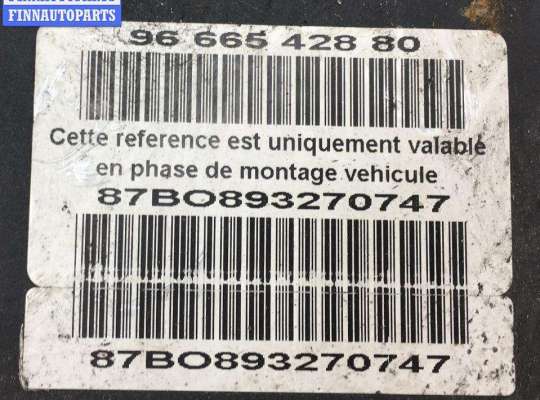 FINNAUTOPARTS
96 665 428 80
Cette reference est uniquement valable
en phase de montage vehicule
87BO893270747
87BO893270747